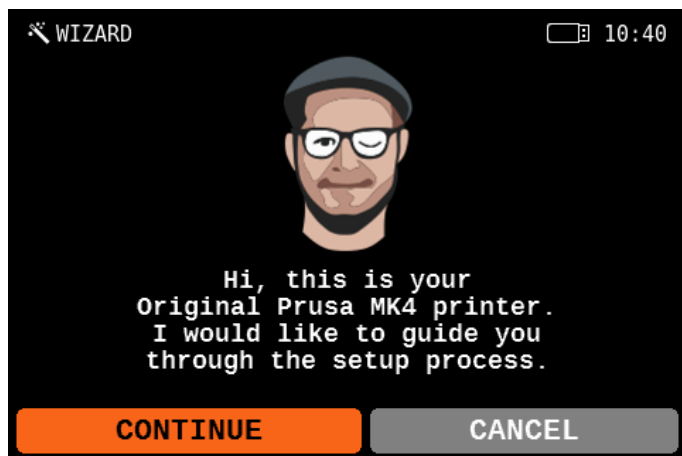 WIZARD
10:40
Hi, this is your
Original Prusa MK4 printer.
I would like to guide you
through the setup process.
CONTINUE
CANCEL